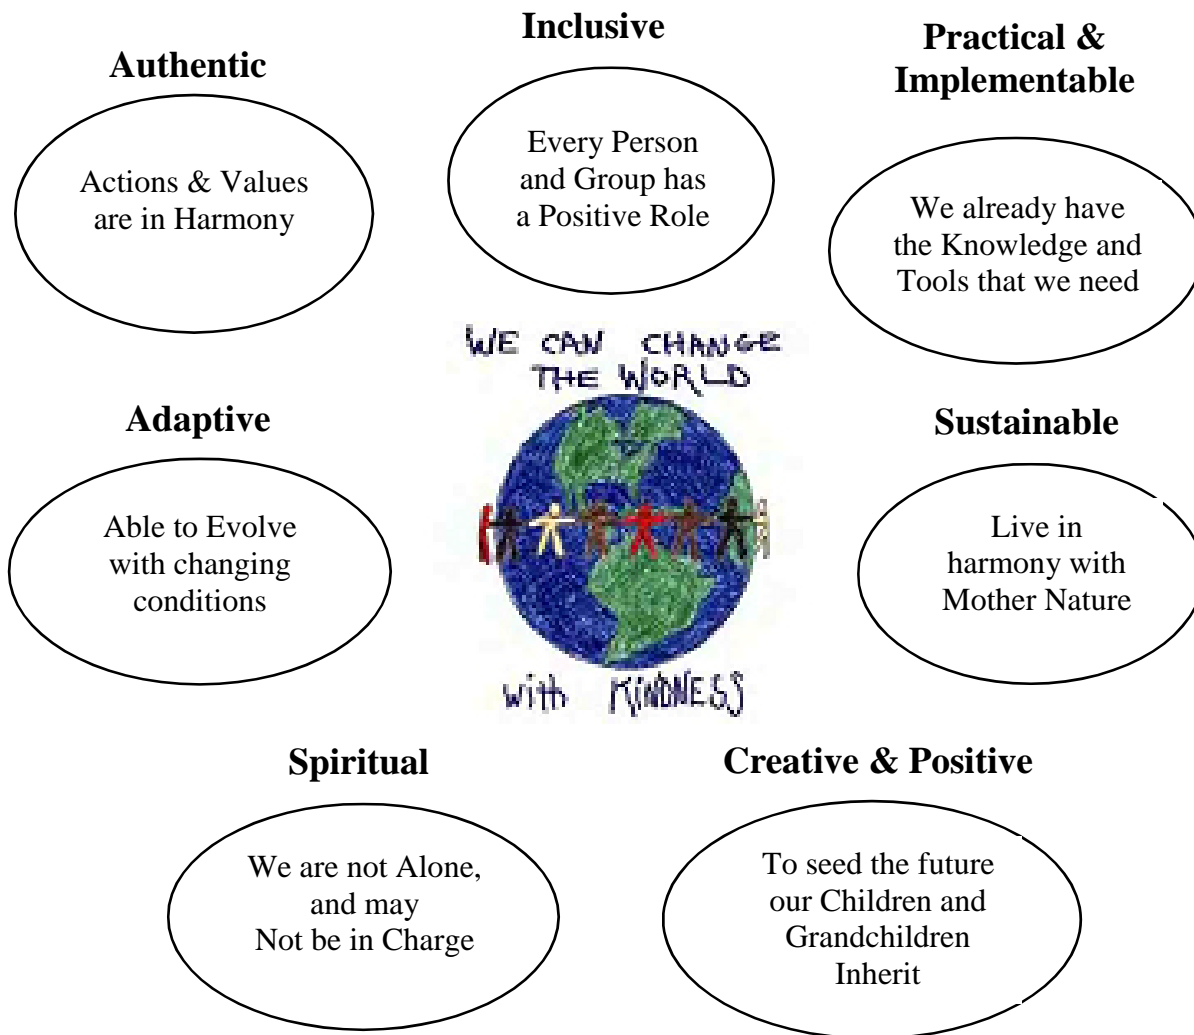 Inclusive
Practical &
Implementable
Authentic
Every Person
and Group has
a Positive Role
Actions & Values
are in Harmony
We already have
the Knowledge and
Tools that we need
WE CAN CHANGE
THE WORLD
Adaptive
Sustainable
Able to Evolve
with changing
conditions
Live in
harmony with
Mother Nature
with KINDNESS
Spiritual
Creative & Positive
We are not Alone,
and may
Not be in Charge
To seed the future
our Children and
Grandchildren
Inherit